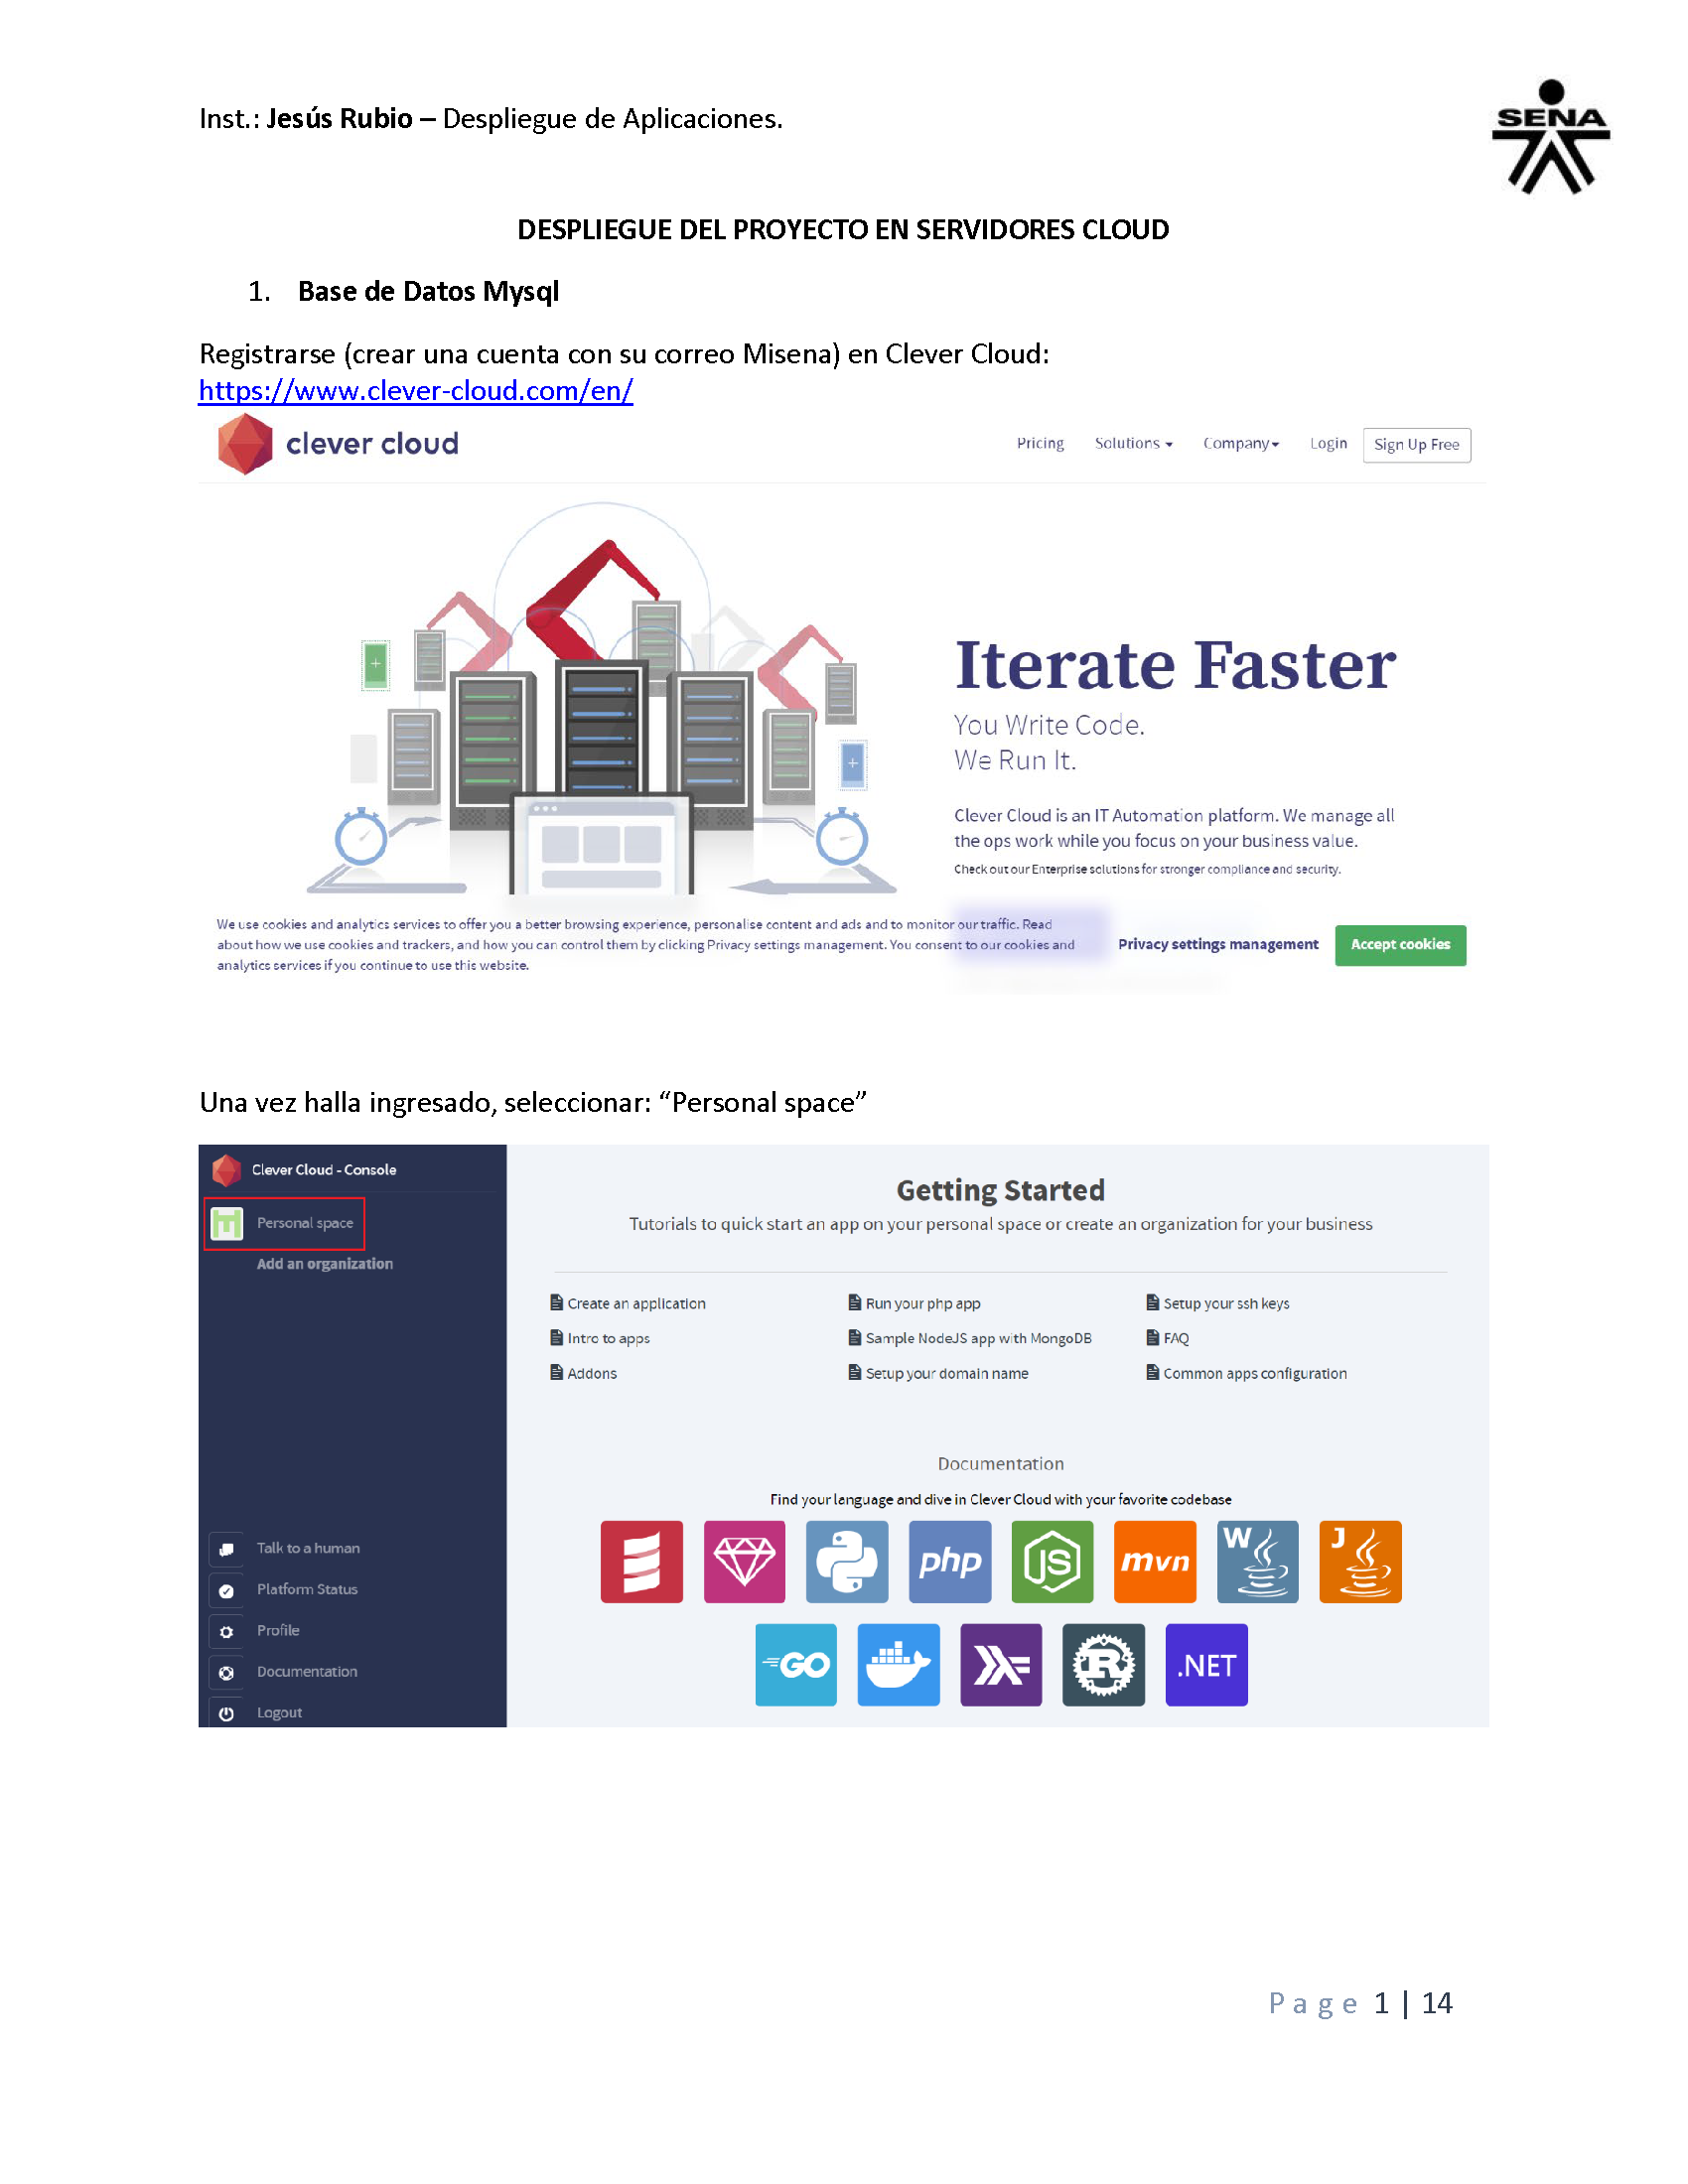 Inst.: Jesús Rubio – Despliegue de Aplicaciones.
SENA
DESPLIEGUE DEL PROYECTO EN SERVIDORES CLOUD
1. Base de Datos Mysql
Registrarse (crear una cuenta con su correo Misena) en Clever Cloud:
https://www.clever-cloud.com/en/
clever cloud
Pricing Solutions Company Login Sign Up Free
Iterate Faster
You Write Code.
We Run It.
Clever Cloud is an IT Automation platform. We manage all
the ops work while you focus on your business value.
Check out our Enterprise solutions for stronger compliance and security.
We use cookies and analytics services to offer you a better browsing experience, personalise content and ads and to monitor our traffic. Read
about how we use cookies and trackers, and how you can control them by clicking Privacy settings management. You consent to our cookies and
analytics services if you continue to use this website.
Privacy settings management Accept cookies
Una vez halla ingresado, seleccionar: “Personal space”
Clever Cloud - Console
Personal space
Add an organization
Talk to a human
Platform Status
Profile
Documentation
Logout
Getting Started
Tutorials to quick start an app on your personal space or create an organization for your business
Create an application Run your php app Setup your ssh keys
Intro to apps Sample NodeJS app with MongoDB FAQ
Addons Setup your domain name Common apps configuration
Documentation
Find your language and dive in Clever Cloud with your favorite codebase
php JS mvn W J
GO R .NET
Page 1 | 14